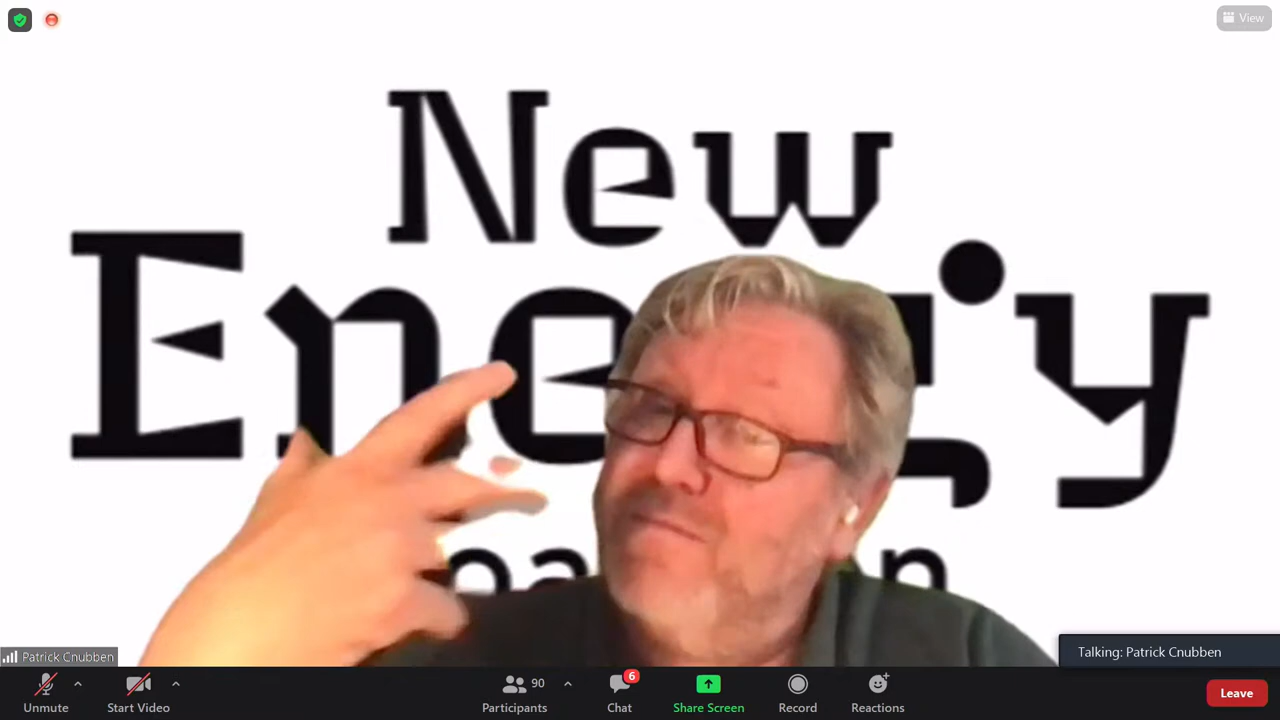 View
New
Patrick Cnubben
Talking: Patrick Cnubben
Unmute
Start Video
90
Participants
6
Chat
Share Screen
Record
Reactions
Leave